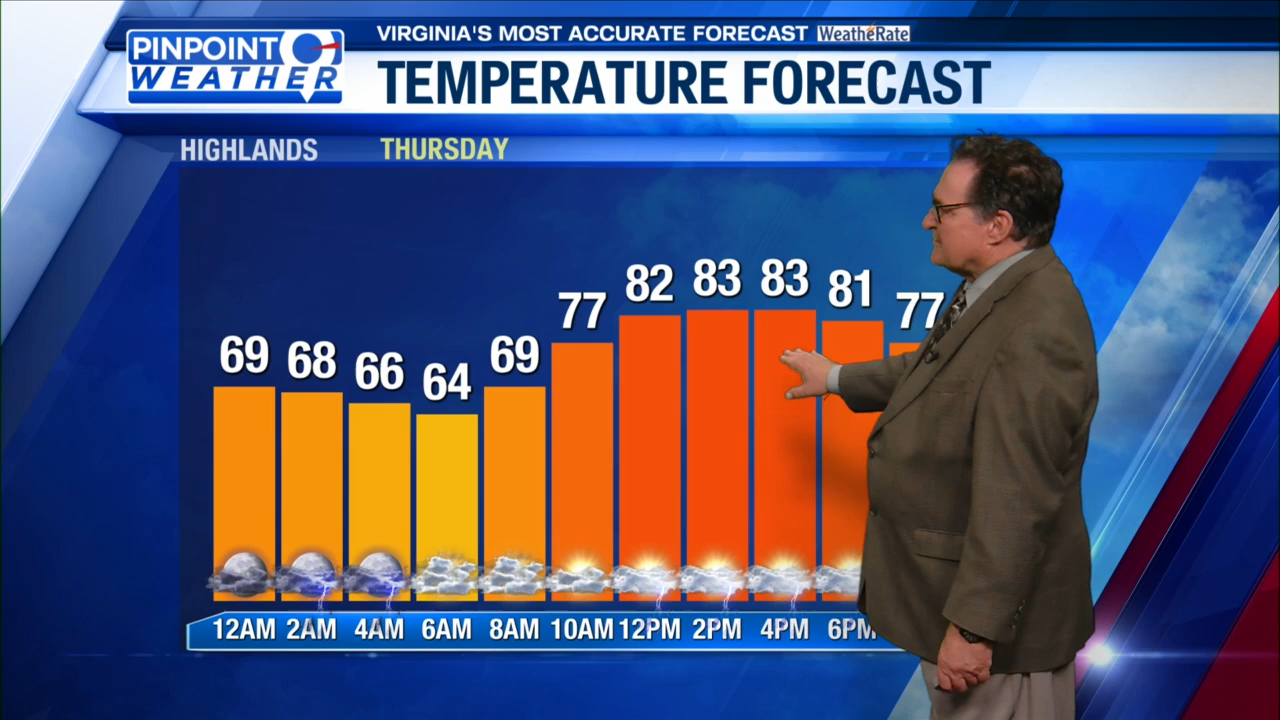 VIRGINIA'S MOST ACCURATE FORECAST WeatheRate
PINPOINT
WEATHER
TEMPERATURE FORECAST
HIGHLANDS THURSDAY
69 68 66 64 69 77 82 83 83 81 77
12AM 2AM 4AM 6AM 8AM 10AM 12PM 2PM 4PM 6PM